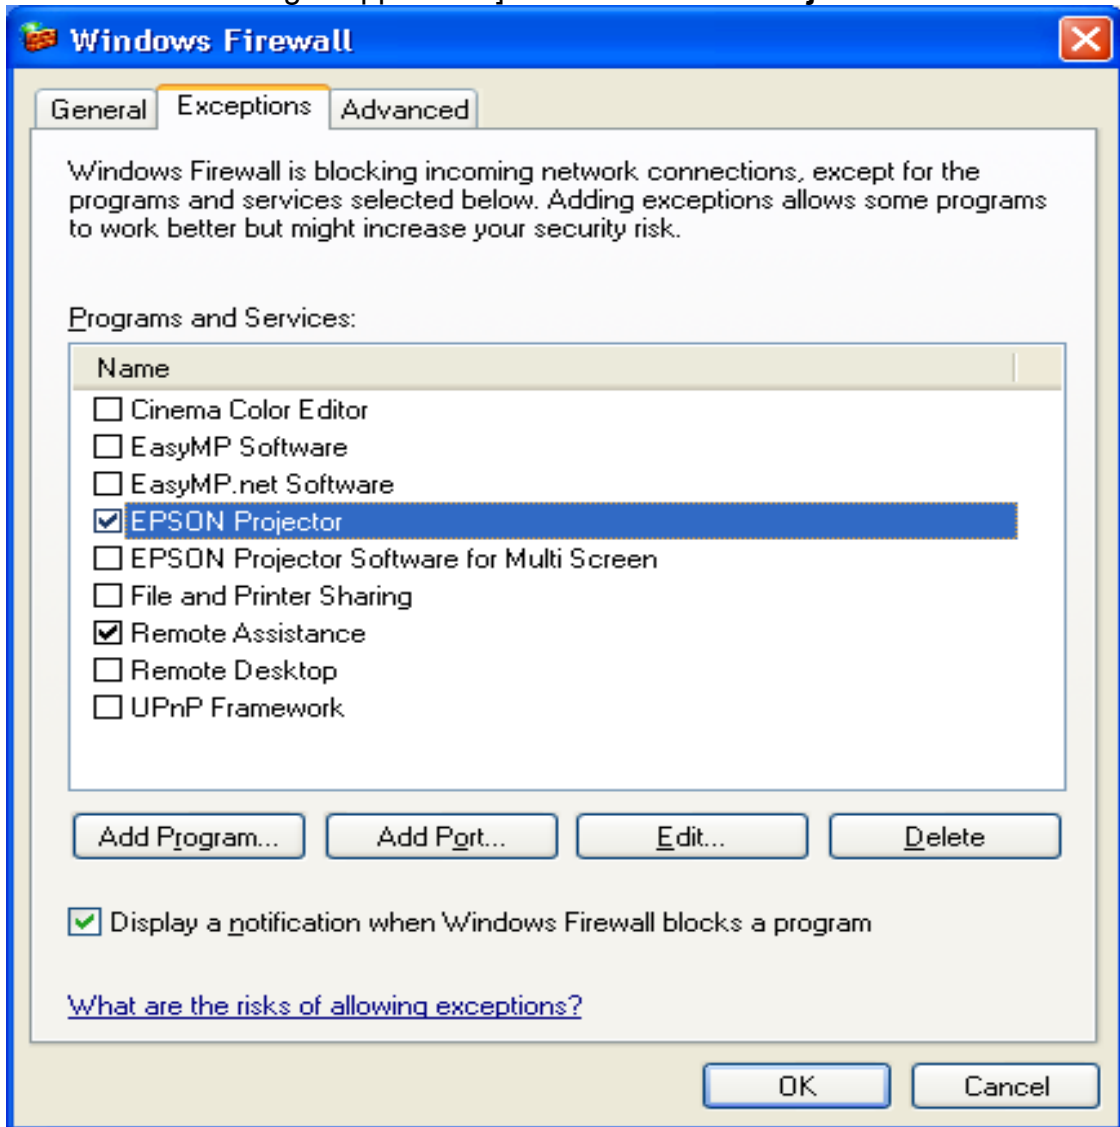 Windows Firewall
General Exceptions Advanced
Windows Firewall is blocking incoming network connections, except for the
programs and services selected below. Adding exceptions allows some programs
to work better but might increase your security risk.
Programs and Services:
Name
Cinema Color Editor
EasyMP Software
EasyMP.net Software
EPSON Projector
EPSON Projector Software for Multi Screen
File and Printer Sharing
Remote Assistance
Remote Desktop
UPnP Framework
Add Program... Add Port... Edit... Delete
Display a notification when Windows Firewall blocks a program
What are the risks of allowing exceptions?
OK Cancel